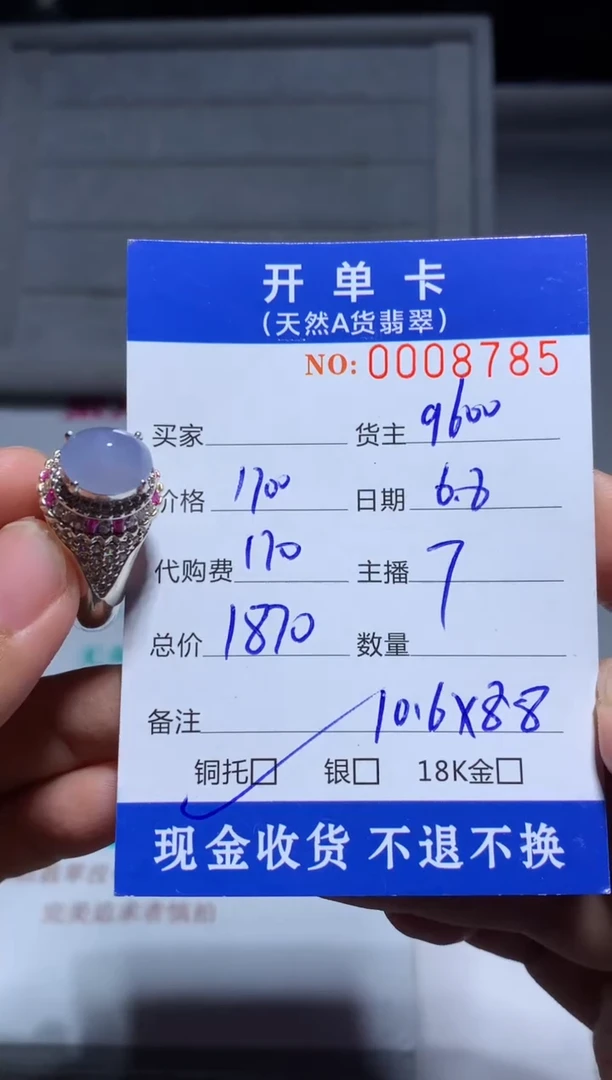 开单卡
(天然A货翡翠)
NO: 0008785
买家 货主 9600
价格 1700 日期 6.6
代购费 170 主播 7
总价 1870 数量
备注 10.6X8.8
铜托□ 银□ 18K金□
现金收货 不退不换